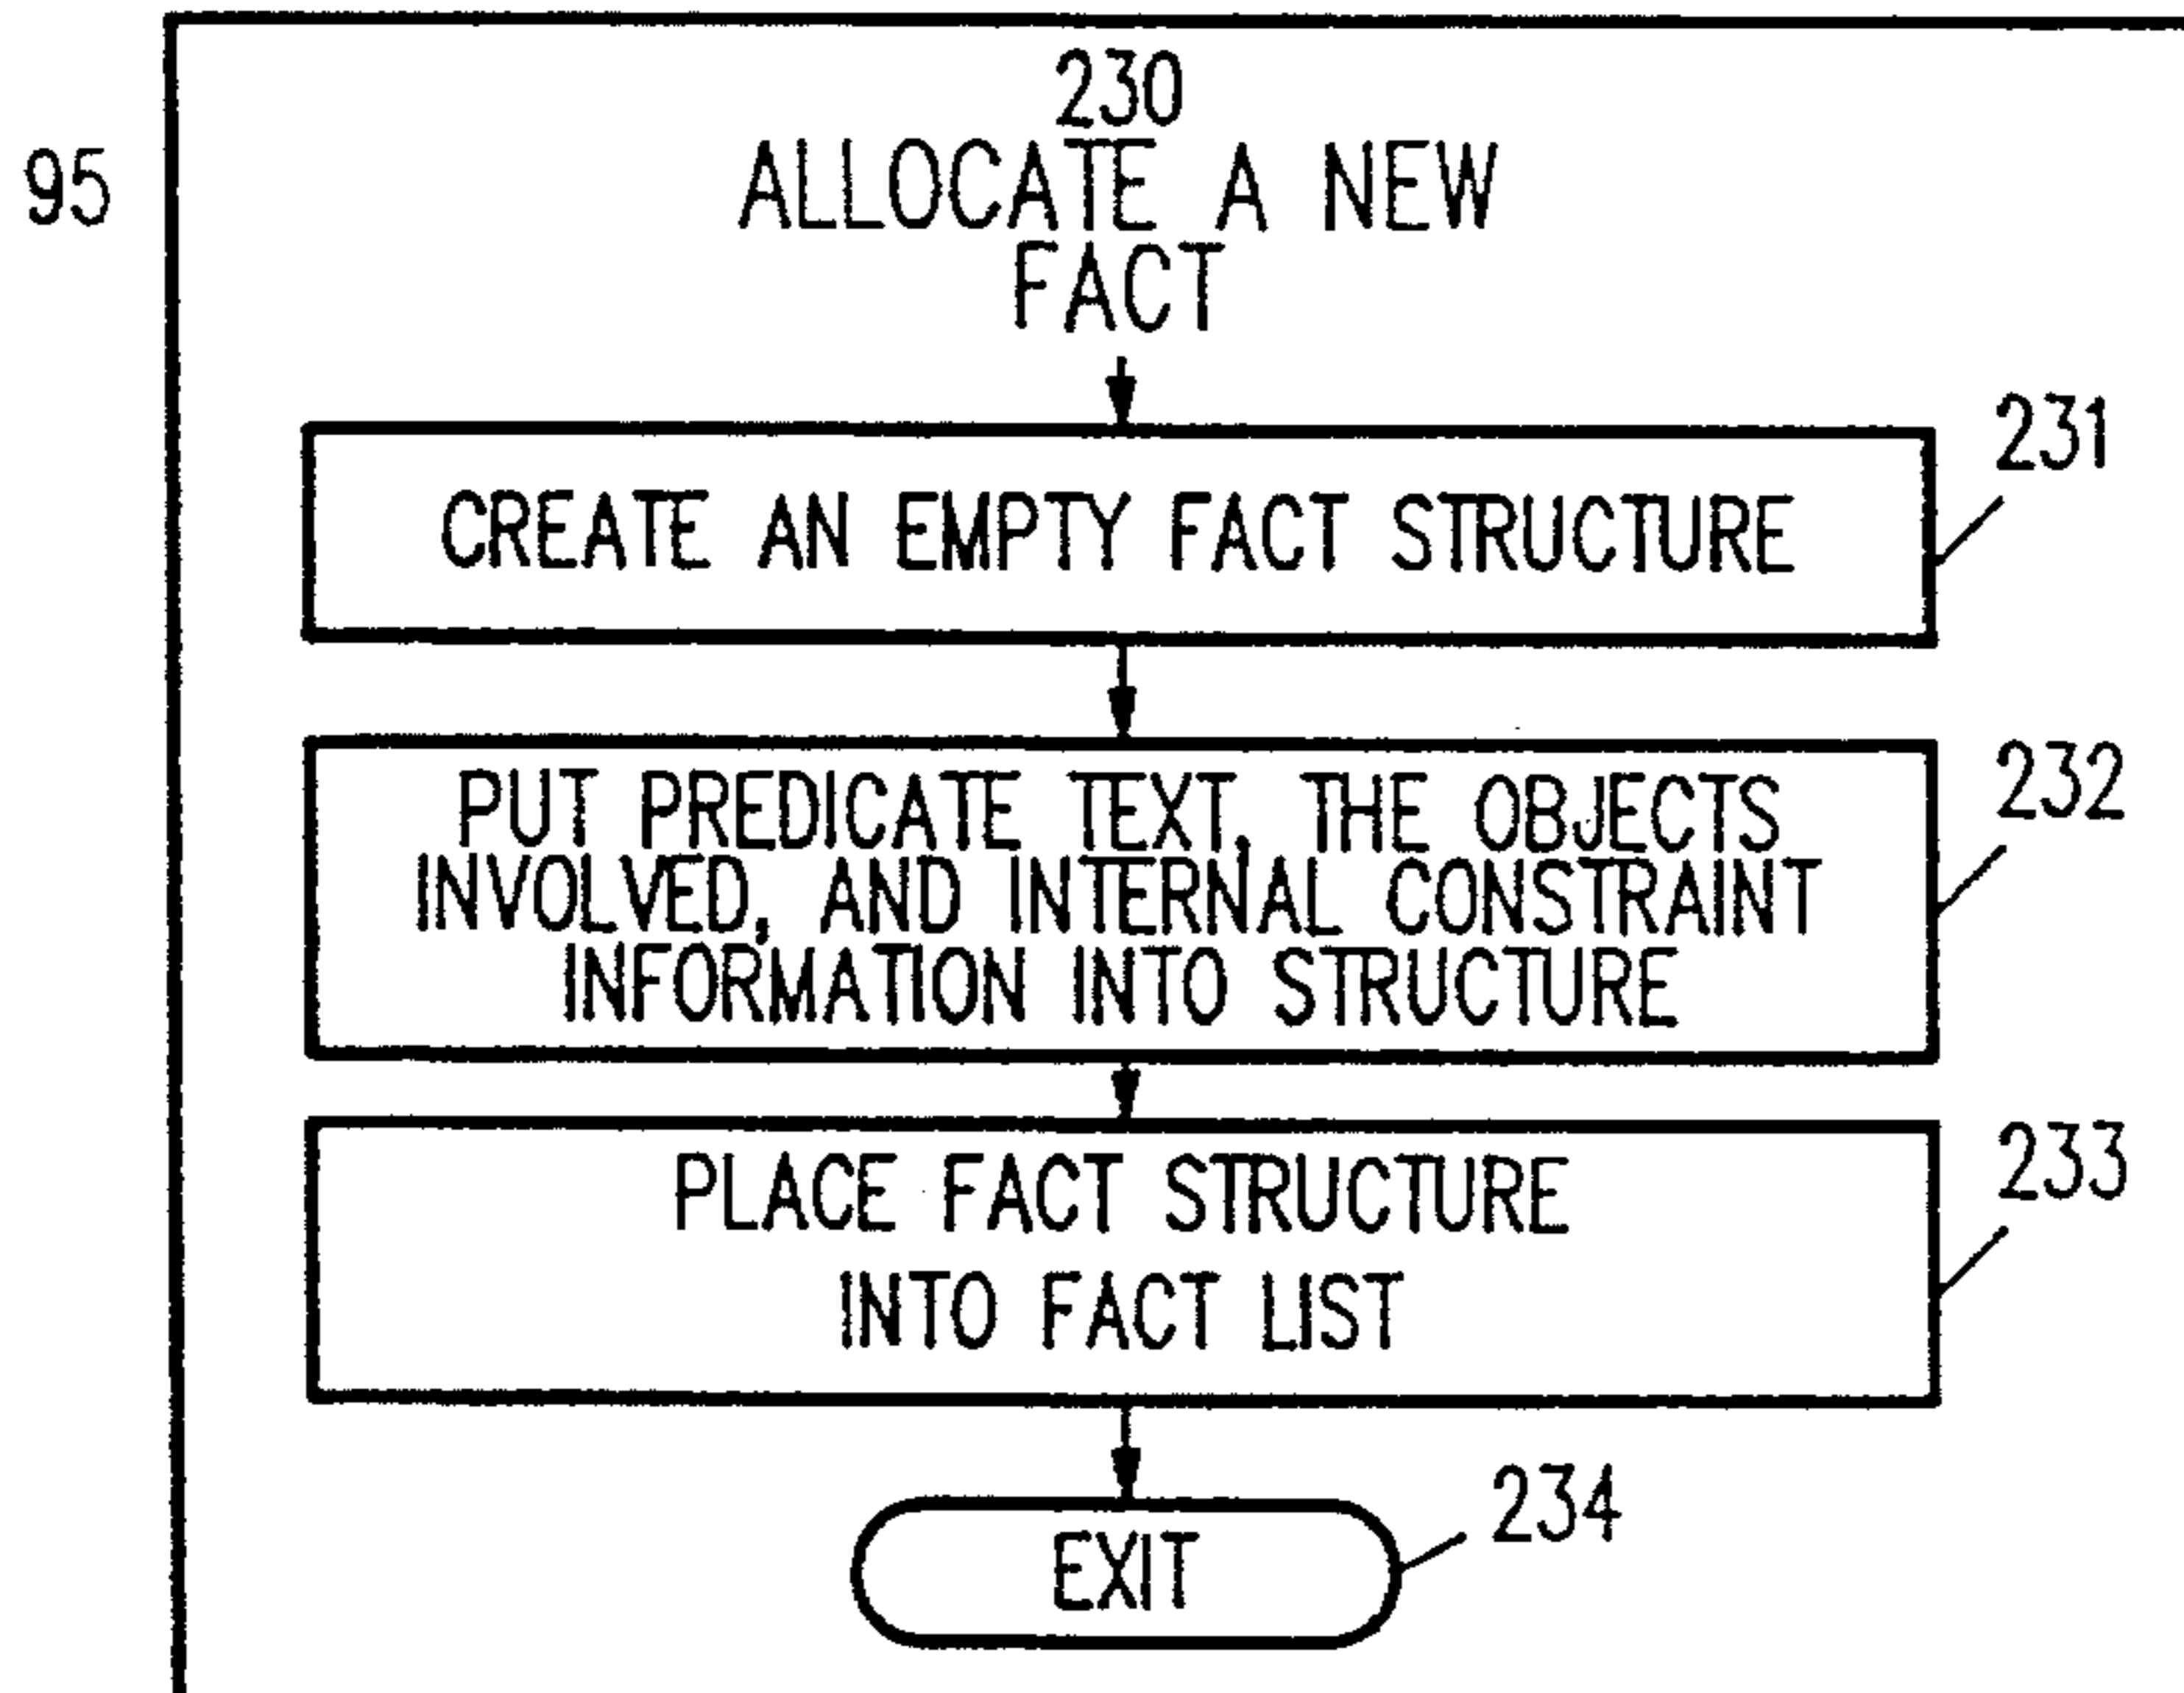 230
95
ALLOCATE A NEW
FACT
231
CREATE AN EMPTY FACT STRUCTURE
232
PUT PREDICATE TEXT, THE OBJECTS
INVOLVED, AND INTERNAL CONSTRAINT
INFORMATION INTO STRUCTURE
233
PLACE FACT STRUCTURE
INTO FACT LIST
234
EXIT